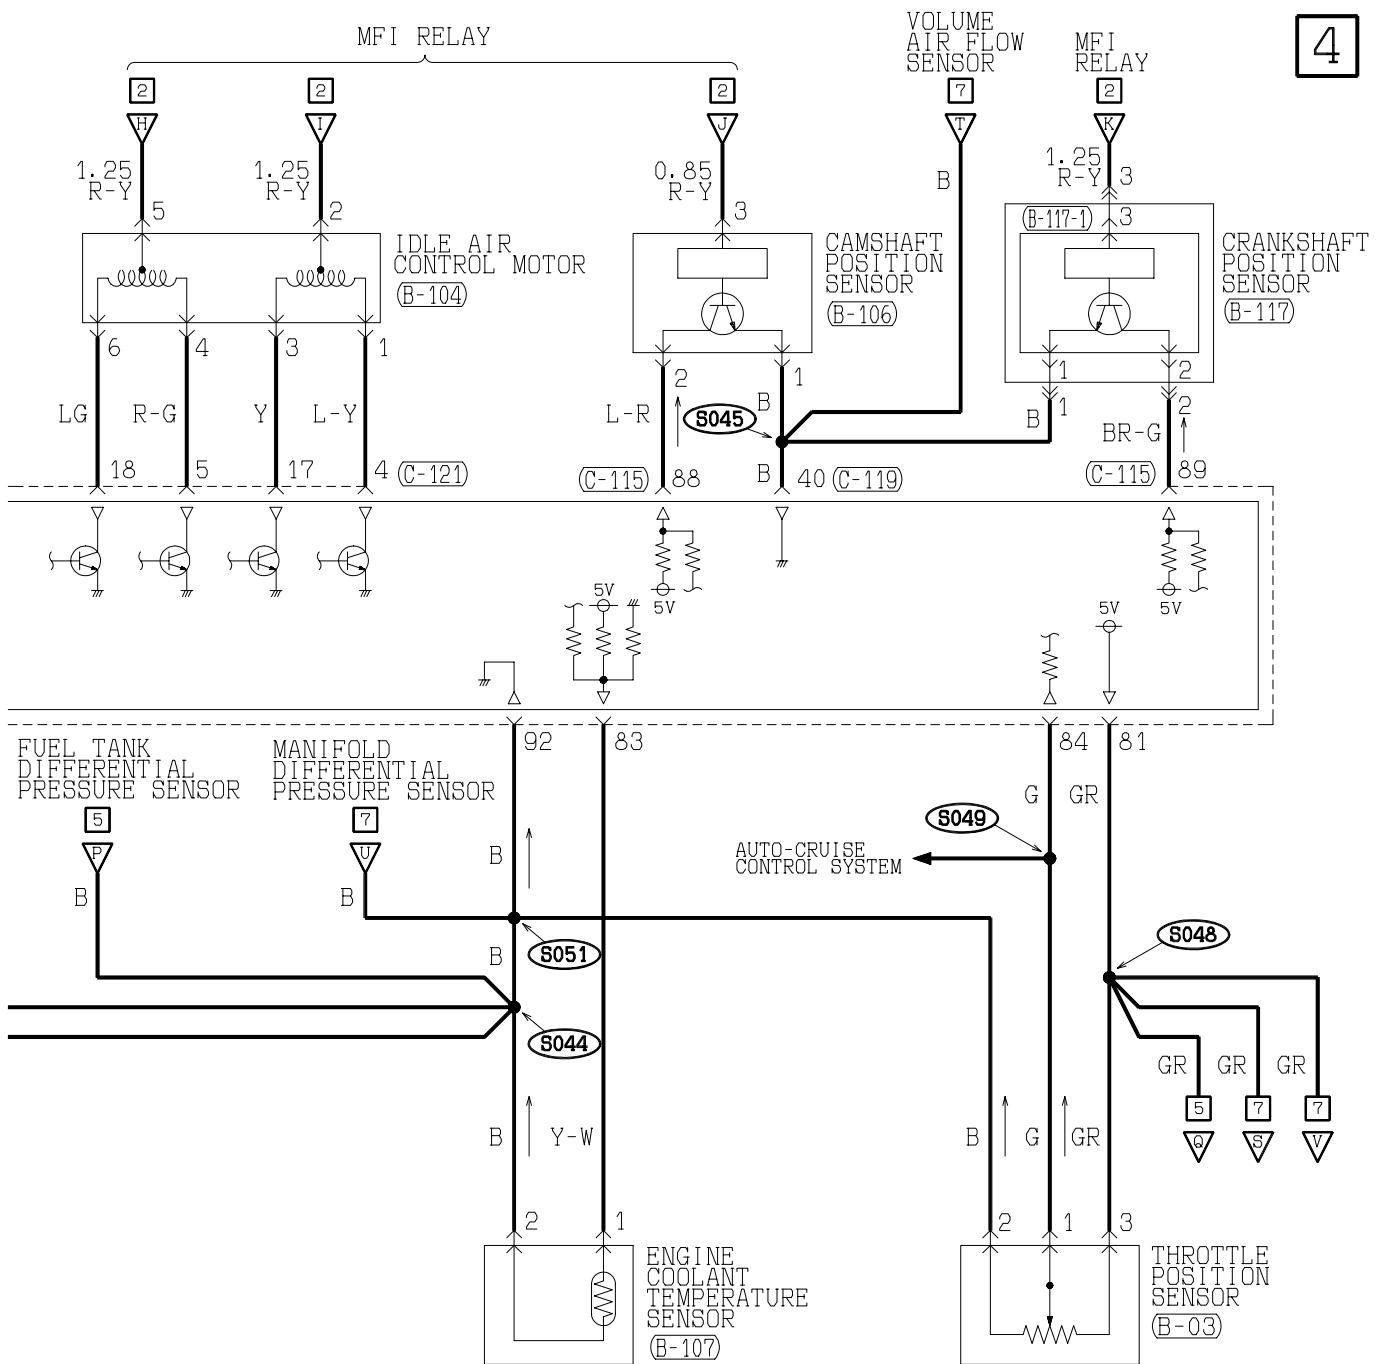 MFI RELAY
VOLUME
AIR FLOW
SENSOR
MFI
RELAY
4
2
2
2
7
2
H
I
J
T
K
1.25
R-Y
1.25
R-Y
0.85
R-Y
B
1.25
R-Y
3
5
2
3
(B-117-1)
3
IDLE AIR
CONTROL MOTOR
(B-104)
CAMSHAFT
POSITION
SENSOR
(B-106)
CRANKSHAFT
POSITION
SENSOR
(B-117)
6
4
3
1
2
1
1
2
1
2
LG
R-G
Y
L-Y
L-R
B
S045
B
BR-G
18
5
17
4
(C-121)
(C-115)
88
B
40
(C-119)
(C-115)
89
5V
5V
5V
5V
92
83
84
81
FUEL TANK
DIFFERENTIAL
PRESSURE SENSOR
MANIFOLD
DIFFERENTIAL
PRESSURE SENSOR
5
7
P
U
B
B
B
G
GR
S049
AUTO-CRUISE
CONTROL SYSTEM
B
S051
S048
S044
GR
GR
GR
5
7
7
Q
S
V
B
Y-W
B
G
GR
2
1
2
1
3
ENGINE
COOLANT
TEMPERATURE
SENSOR
(B-107)
THROTTLE
POSITION
SENSOR
(B-03)